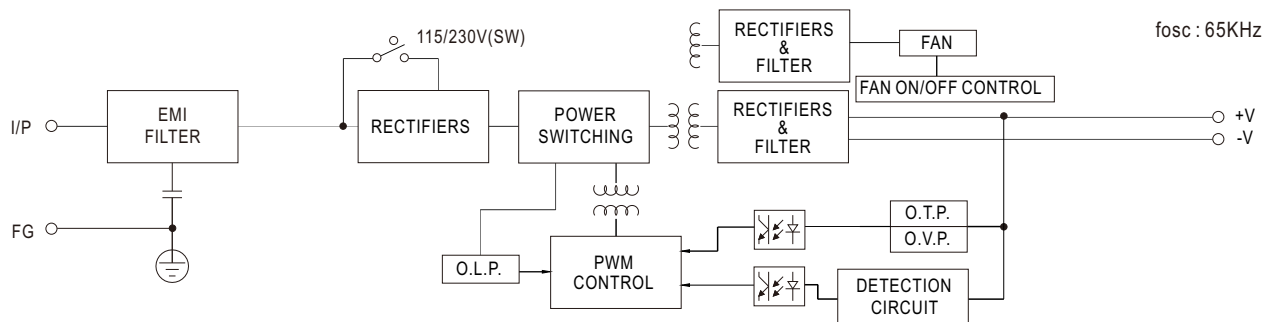 115/230V(SW)
RECTIFIERS
&
FILTER
FAN
fosc : 65KHz
FAN ON/OFF CONTROL
I/P
EMI
FILTER
RECTIFIERS
POWER
SWITCHING
RECTIFIERS
&
FILTER
+V
-V
FG
O.L.P.
PWM
CONTROL
O.T.P.
O.V.P.
DETECTION
CIRCUIT